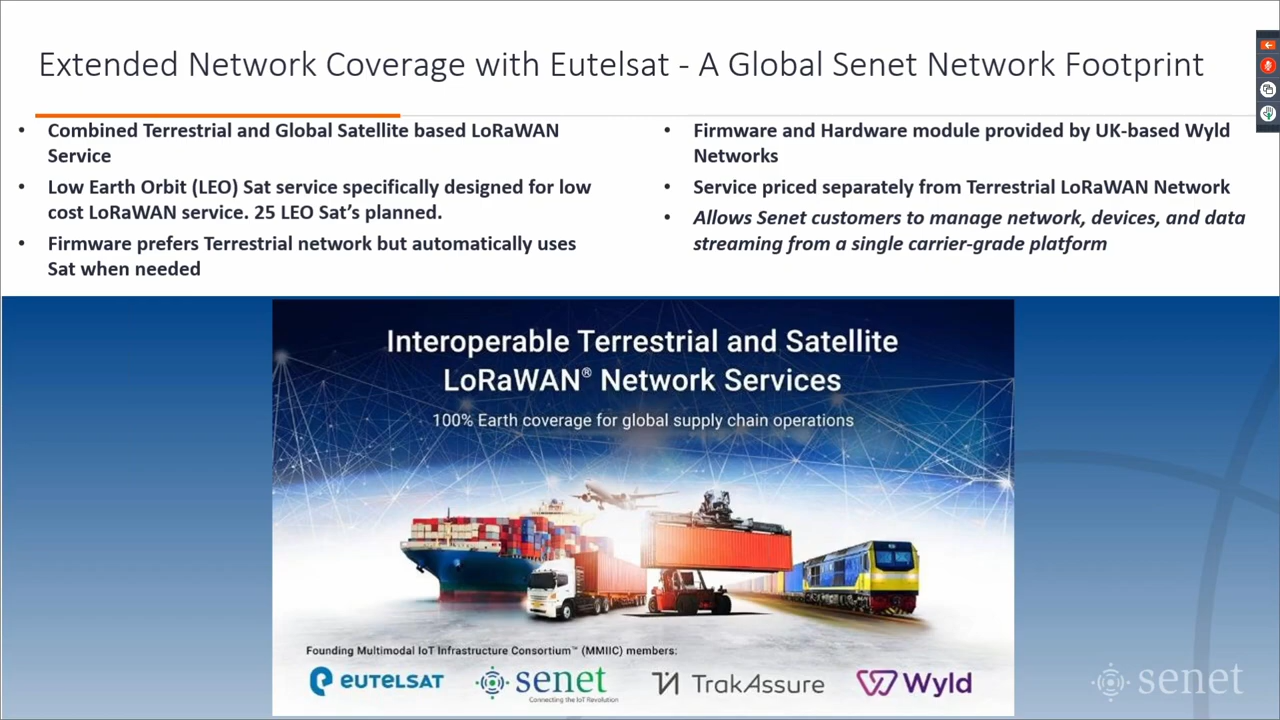 Extended Network Coverage with Eutelsat - A Global Senet Network Footprint
• Combined Terrestrial and Global Satellite based LoRaWAN
Service
• Low Earth Orbit (LEO) Sat service specifically designed for low
cost LoRaWAN service. 25 LEO Sat’s planned.
• Firmware prefers Terrestrial network but automatically uses
Sat when needed
• Firmware and Hardware module provided by UK-based Wyld
Networks
• Service priced separately from Terrestrial LoRaWAN Network
• Allows Senet customers to manage network, devices, and data
streaming from a single carrier-grade platform
Interoperable Terrestrial and Satellite
LoRaWAN® Network Services
100% Earth coverage for global supply chain operations
Founding Multimodal IoT Infrastructure Consortium™ (MMIIC) members:
EUTELSAT
senet
Connecting the IoT Revolution
TrakAssure
Wyld
senet